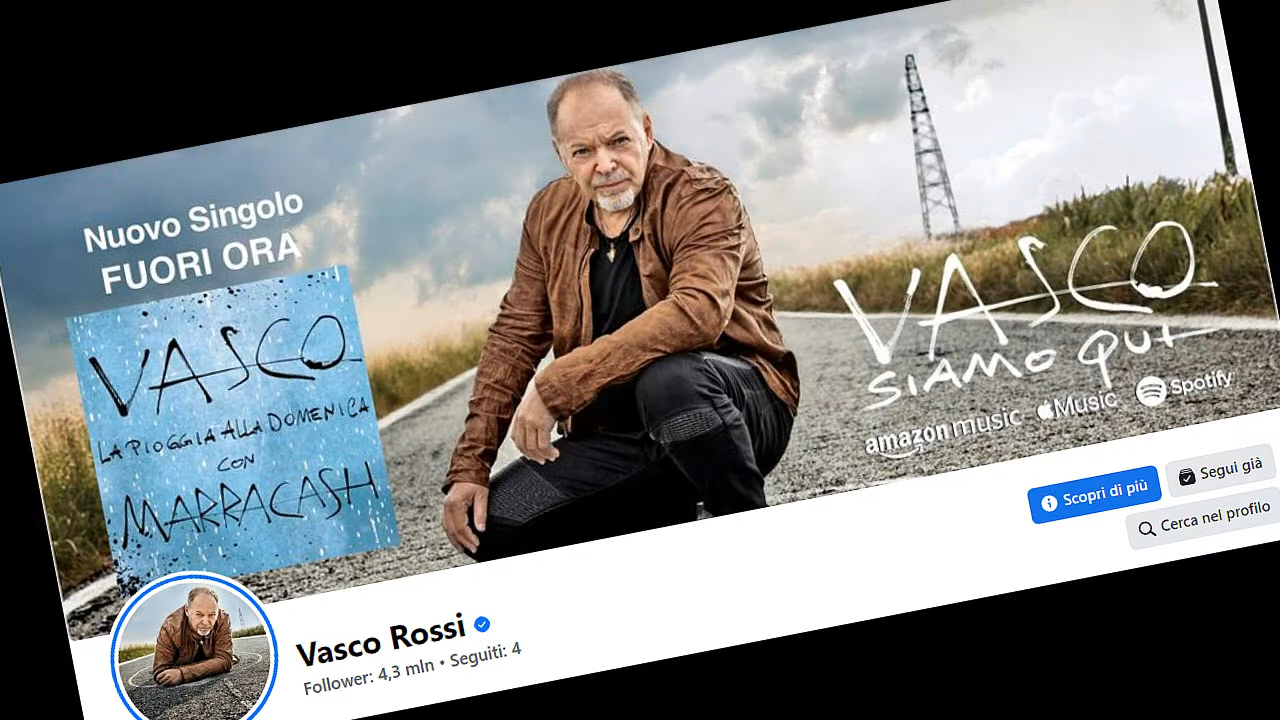 Nuovo Singolo
FUORI ORA
VASCO
LA PIOGGIA ALLA DOMENICA
CON
MARRACASH
VASCO
SIAMO QUI
amazon music Music Spotify
Scopri di più
Segui già
Cerca nel profilo
Vasco Rossi
Follower: 4,3 mln • Seguiti: 4